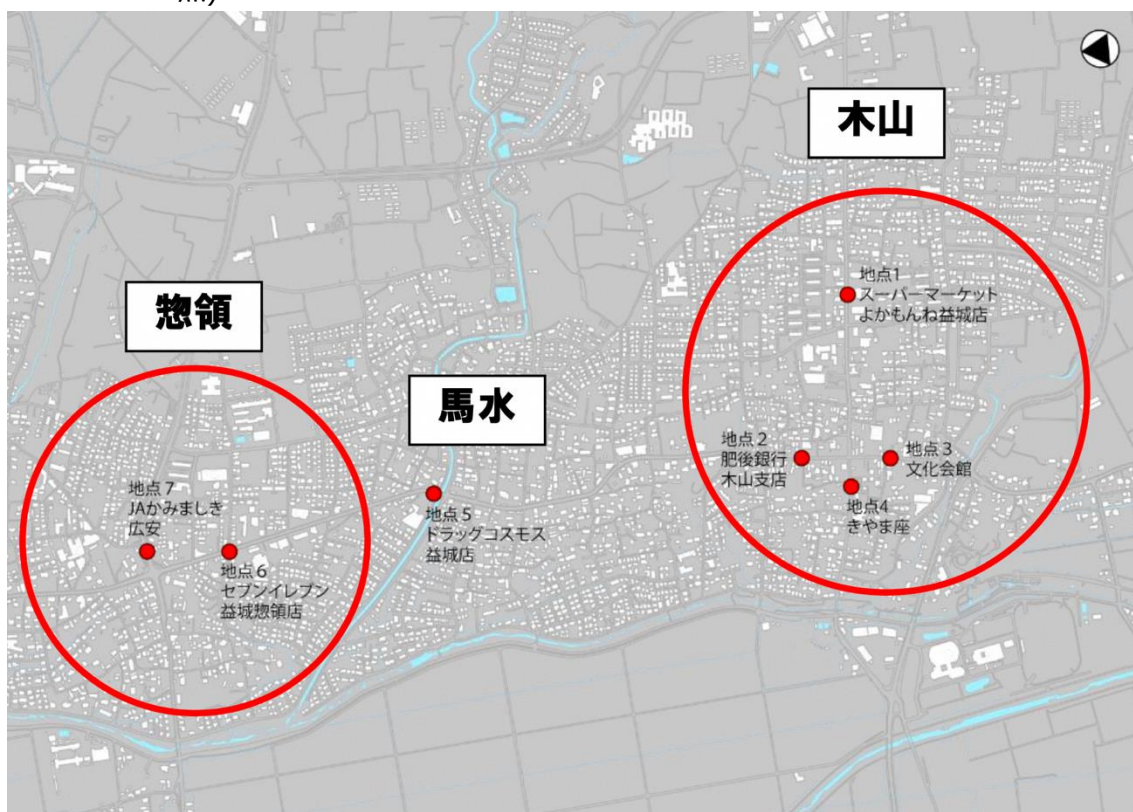 木山
地点1
スーパーマーケット
よかもんね益城店
惣領
馬水
地点2
肥後銀行
木山支店
地点3
文化会館
地点4
きやま座
地点5
ドラッグコスモス
益城店
地点7
JAかみましき
広安
地点6
セブンイレブン
益城惣領店